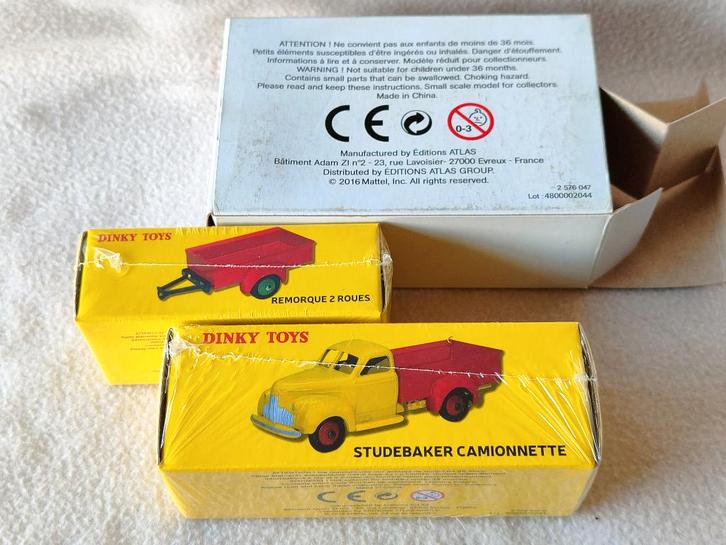 ATTENTION ! Ne convient pas aux enfants de moins de 36 mois.
Petits éléments susceptibles d'être ingérés ou inhalés. Danger d'étouffement.
Informations à lire et à conserver. Modèle réduit pour collectionneurs.
WARNING ! Not suitable for children under 36 months.
Contains small parts that can be swallowed. Choking hazard.
Please read and keep these instructions. Small scale model for collectors.
Made in China.
CE
0-3
Manufactured by Éditions ATLAS
Bâtiment Adam ZI n°2 - 23, rue Lavoisier- 27000 Evreux - France
Distributed by ÉDITIONS ATLAS GROUP.
© 2016 Mattel, Inc. All rights reserved.
2 576 047
Lot : 4800002044
DINKY TOYS
REMORQUE 2 ROUES
DINKY TOYS
STUDEBAKER CAMIONNETTE
CE